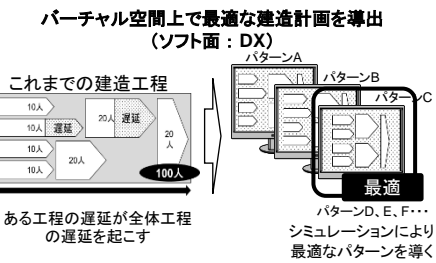 バーチャル空間上で最適な建造計画を導出
（ソフト面：DX）
これまでの建造工程
10人
10人
遅延
10人
10人
20人
20人
遅延
20
人
100人
ある工程の遅延が全体工程
の遅延を起こす
パターンA
パターンB
パターンC
最適
パターンD、E、F・・・
シミュレーションにより
最適なパターンを導く